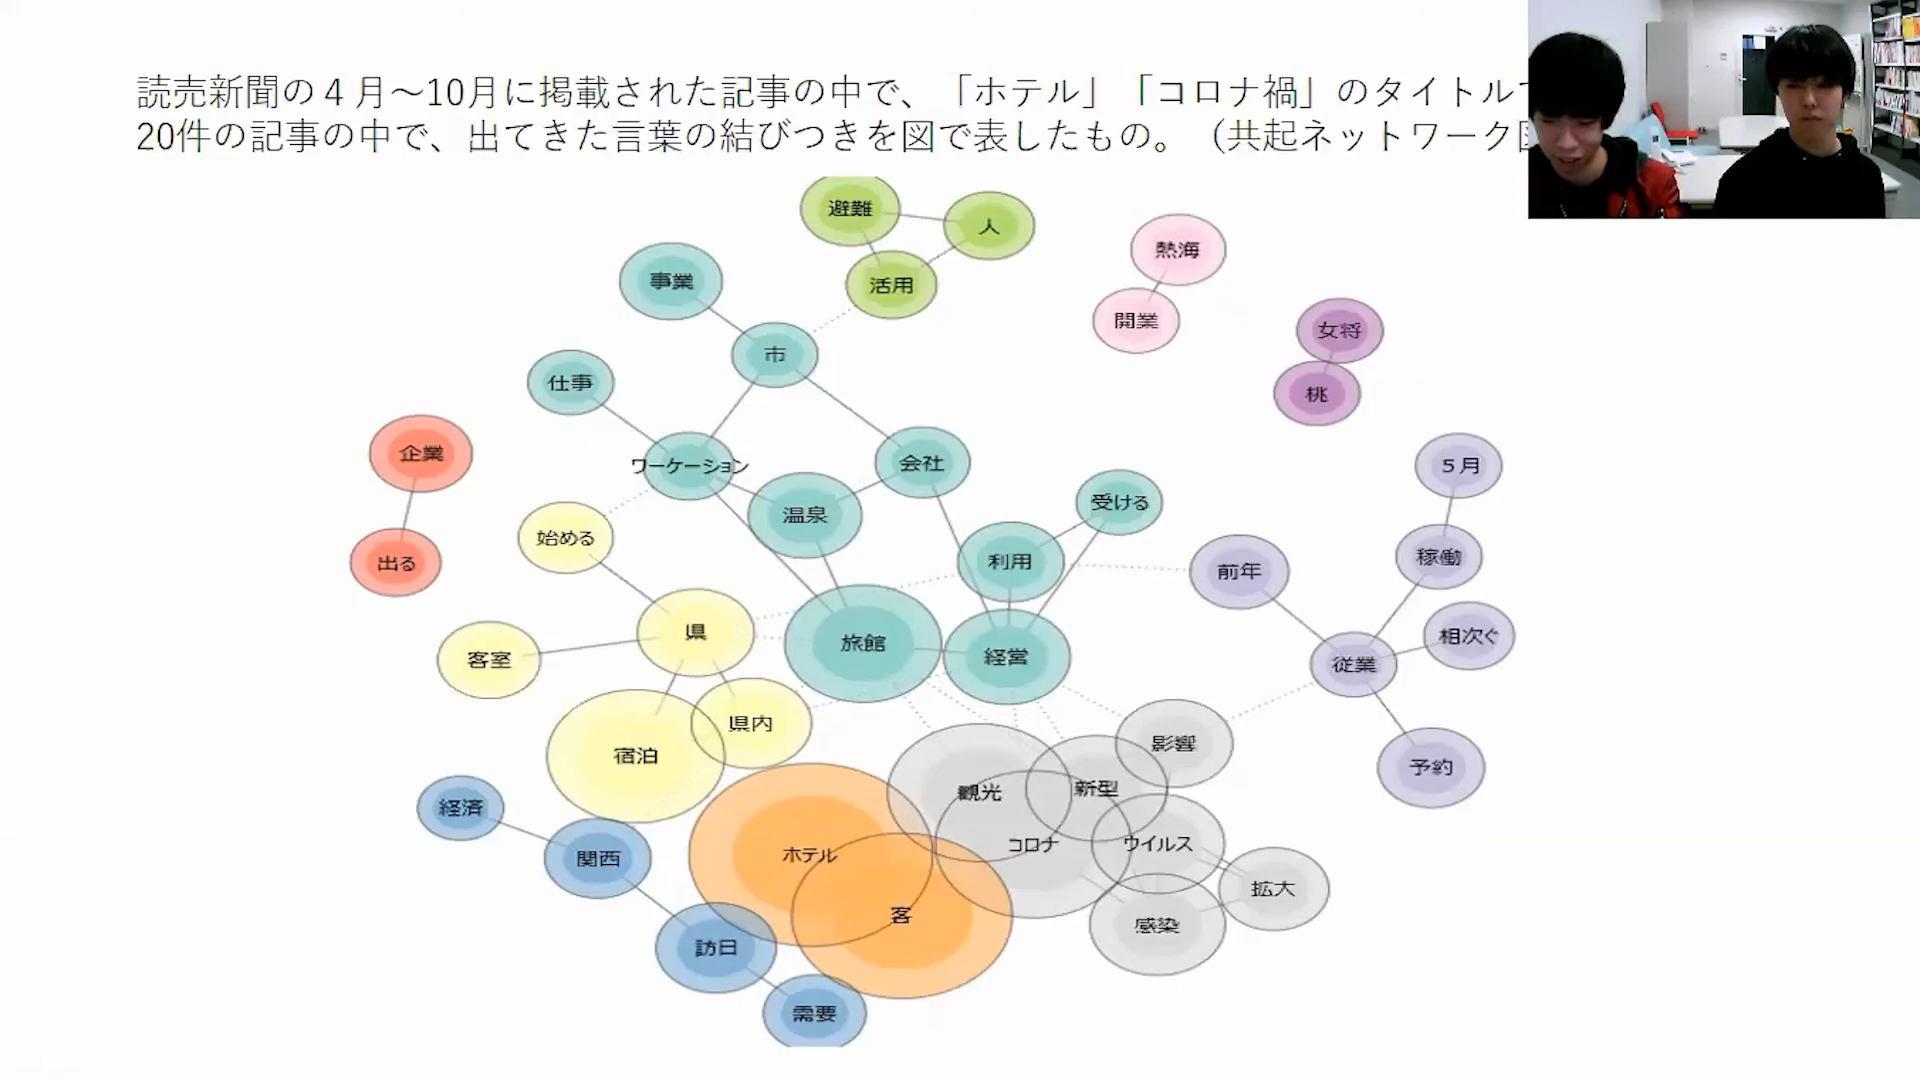 読売新聞の４月～10月に掲載された記事の中で、「ホテル」「コロナ禍」のタイトルで
20件の記事の中で、出てきた言葉の結びつきを図で表したもの。（共起ネットワーク図
避難
人
熱海
事業
活用
開業
女将
市
仕事
桃
企業
ワーケーション
会社
５月
温泉
受ける
始める
出る
利用
前年
稼働
県
旅館
経営
相次ぐ
客室
従業
県内
宿泊
影響
予約
観光
新型
経済
関西
ホテル
コロナ
ウイルス
拡大
客
感染
訪日
需要